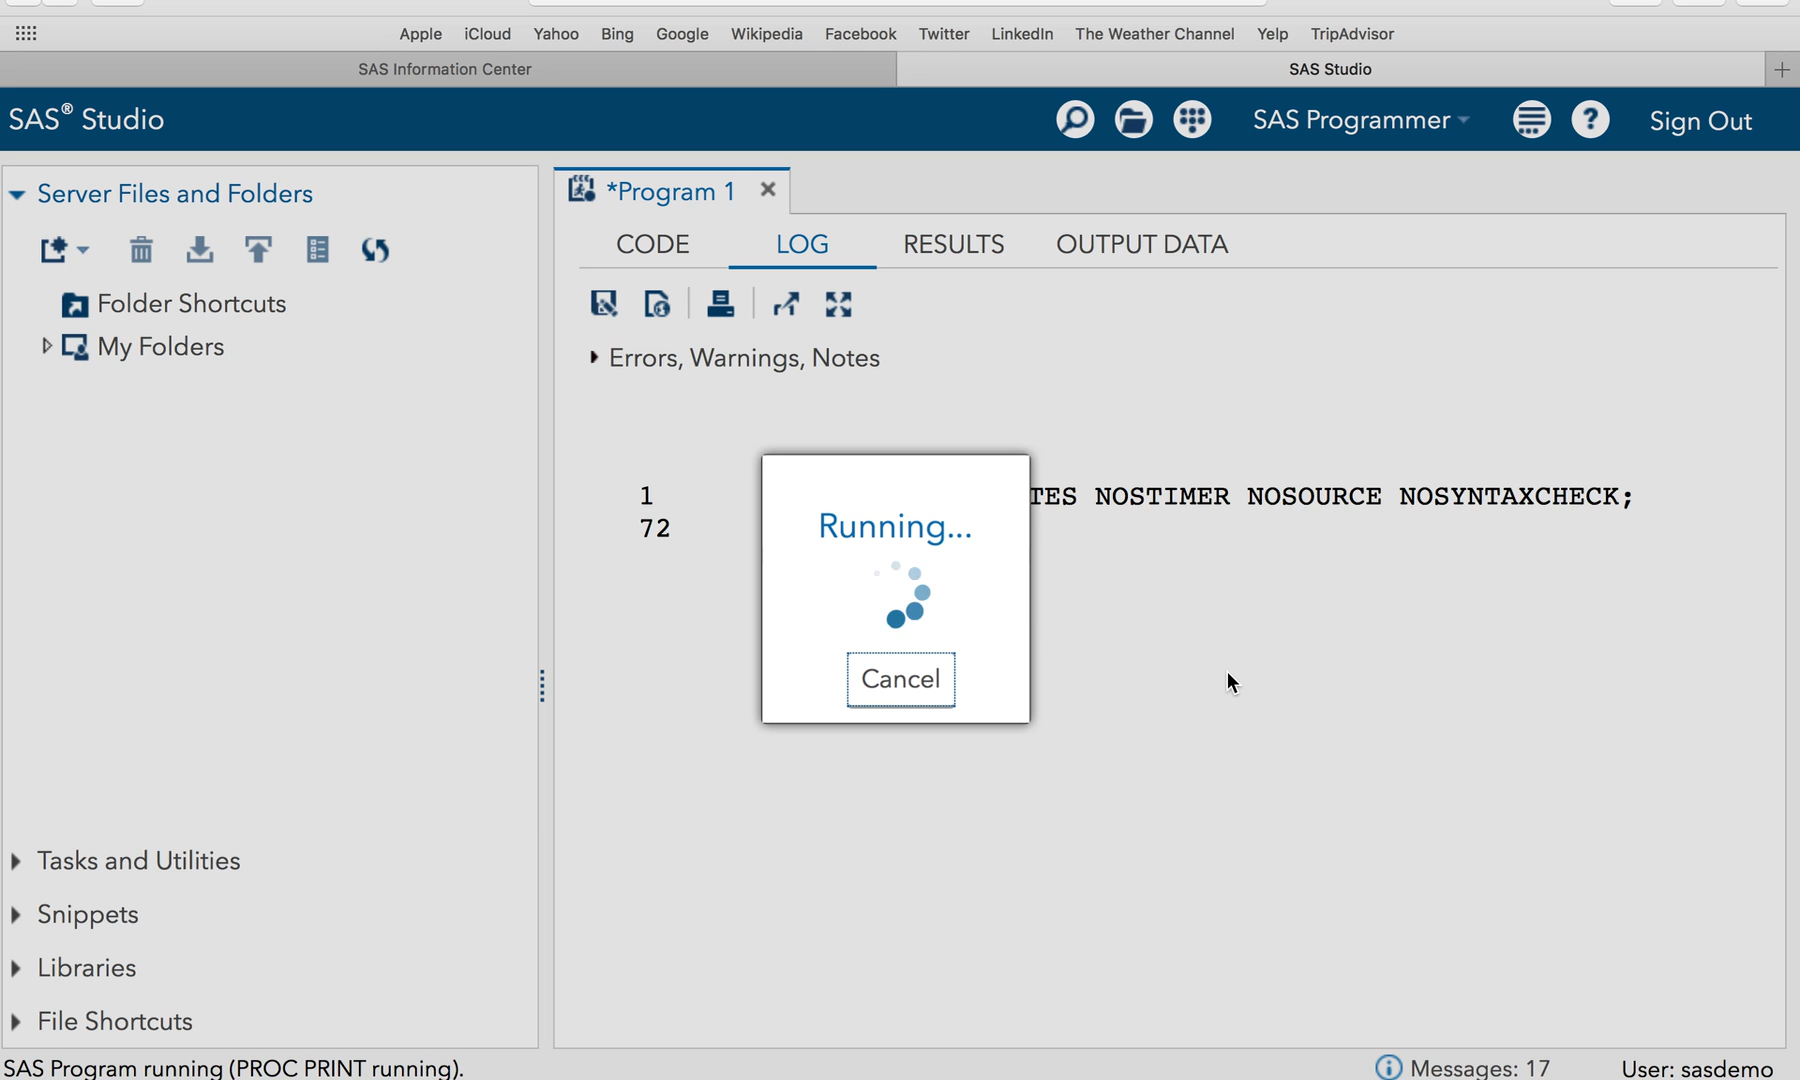 Apple iCloud Yahoo Bing Google Wikipedia Facebook Twitter LinkedIn The Weather Channel Yelp TripAdvisor
SAS Information Center SAS Studio
SAS® Studio SAS Programmer ? Sign Out
Server Files and Folders
Folder Shortcuts
My Folders
Tasks and Utilities
Snippets
Libraries
File Shortcuts
*Program 1
CODE LOG RESULTS OUTPUT DATA
Errors, Warnings, Notes
1 TES NOSTIMER NOSOURCE NOSYNTAXCHECK;
72
Running...
Cancel
SAS Program running (PROC PRINT running). Messages: 17 User: sasdemo